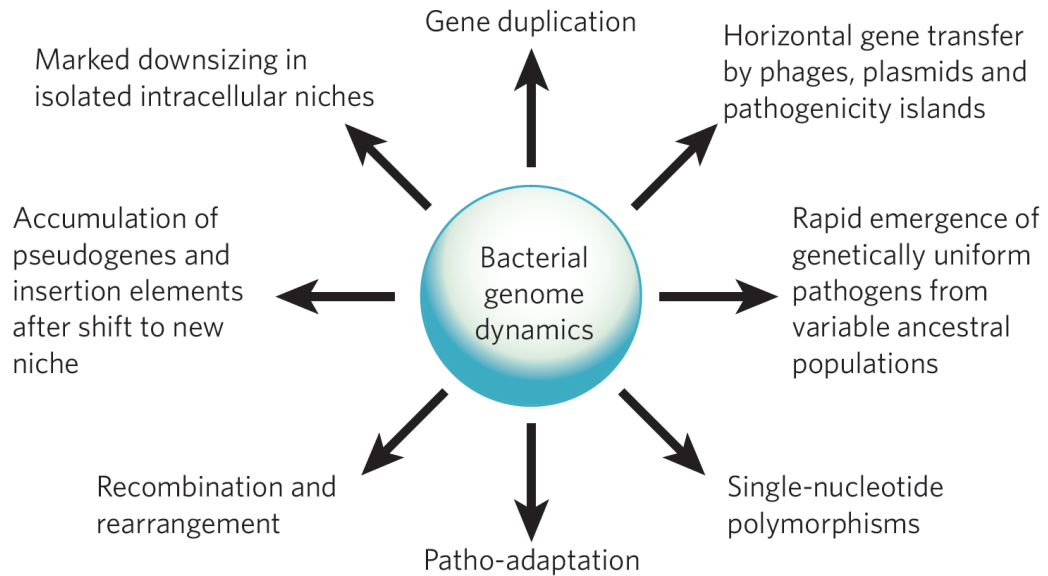 Gene duplication
Horizontal gene transfer
by phages, plasmids and
pathogenicity islands
Marked downsizing in
isolated intracellular niches
Accumulation of
pseudogenes and
insertion elements
after shift to new
niche
Bacterial
genome
dynamics
Rapid emergence of
genetically uniform
pathogens from
variable ancestral
populations
Recombination and
rearrangement
Single-nucleotide
polymorphisms
Patho-adaptation